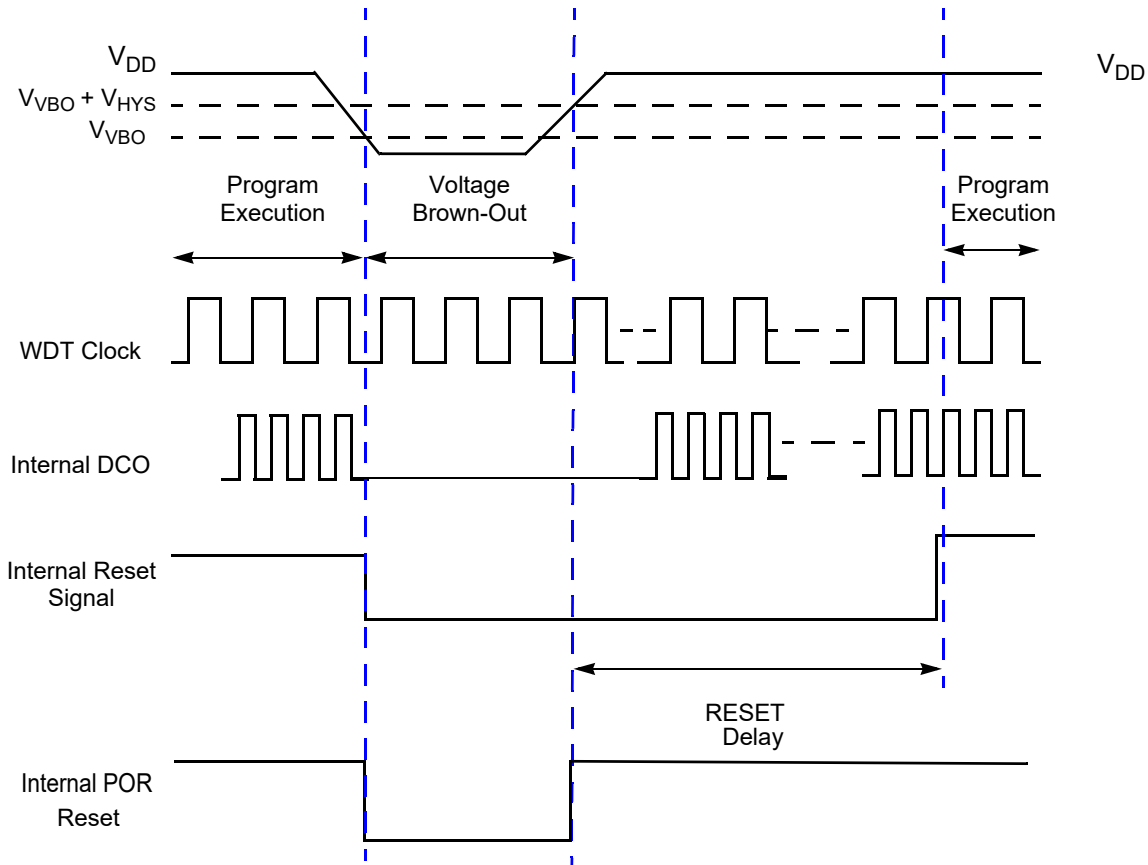 VDD
VDD
VVBO + VHYS
VVBO
Program
Execution
Voltage
Brown-Out
Program
Execution
WDT Clock
Internal DCO
Internal Reset
Signal
RESET
Delay
Internal POR
Reset